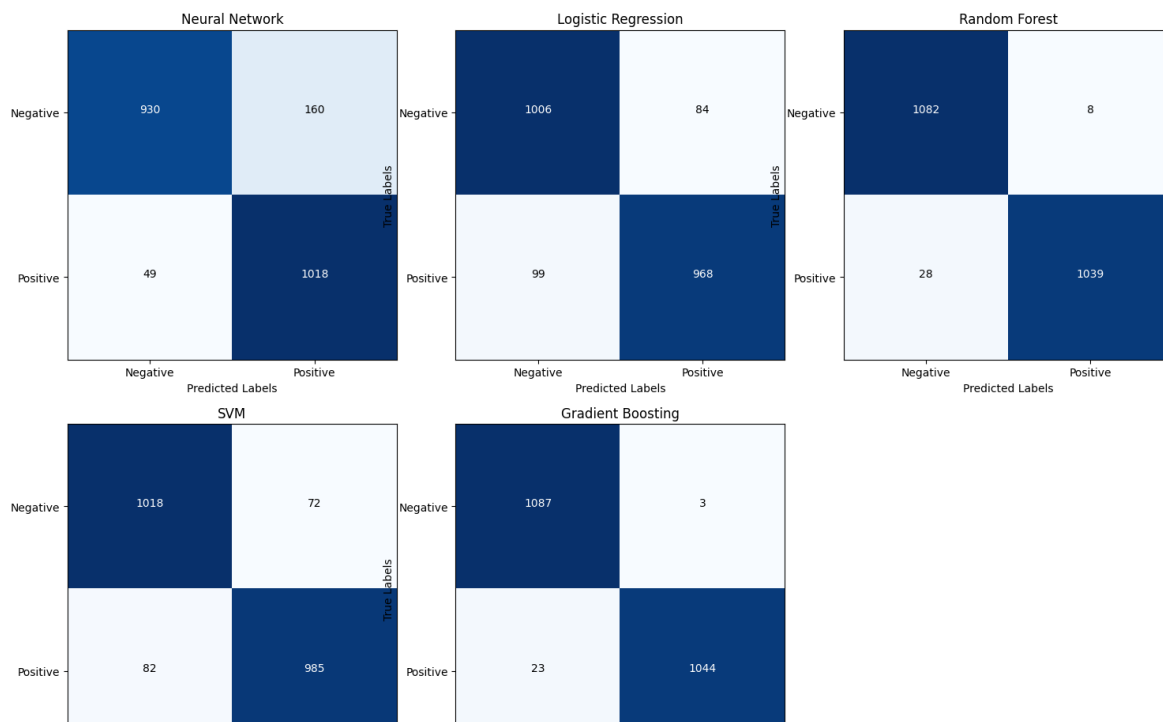 Neural Network
Logistic Regression
Random Forest
Negative
930
160
Negative
1006
84
Negative
1082
8
True Labels
True Labels
Positive
49
1018
Positive
99
968
Positive
28
1039
Negative
Positive
Negative
Positive
Negative
Positive
Predicted Labels
Predicted Labels
Predicted Labels
SVM
Gradient Boosting
Negative
1018
72
Negative
1087
3
True Labels
Positive
82
985
Positive
23
1044